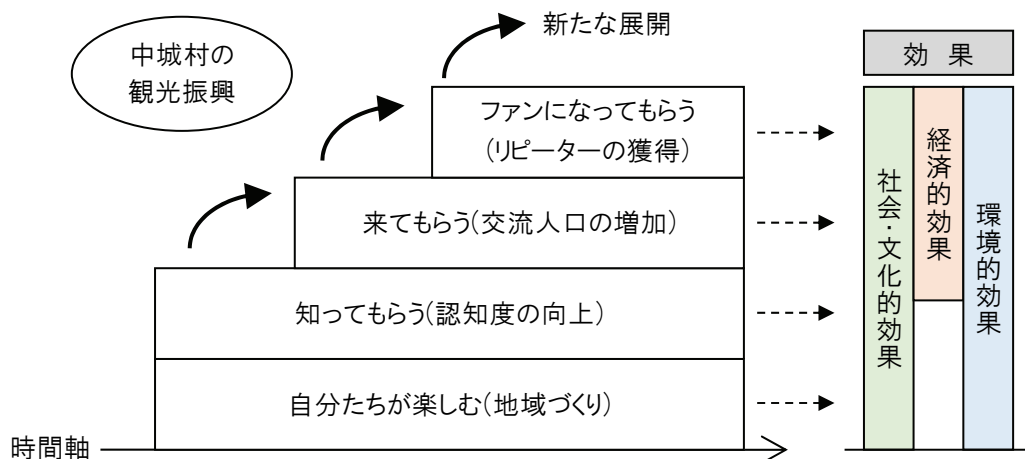 中城村の
観光振興
新たな展開
ファンになってもらう
(リピーターの獲得)
来てもらう(交流人口の増加)
知ってもらう(認知度の向上)
自分たちが楽しむ(地域づくり)
時間軸
効 果
社会・文化的効果
経済的効果
環境的効果